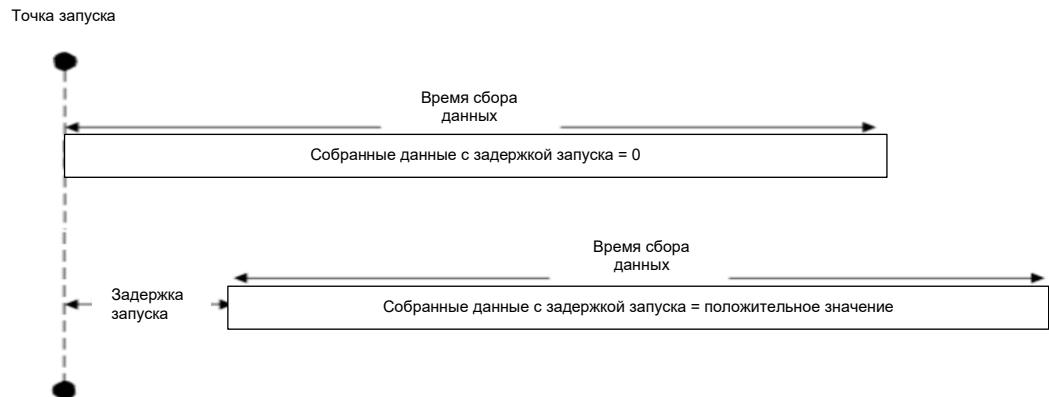 Точка запуска
Время сбора
данных
Собранные данные с задержкой запуска = 0
Время сбора
данных
Задержка
запуска
Собранные данные с задержкой запуска = положительное значение